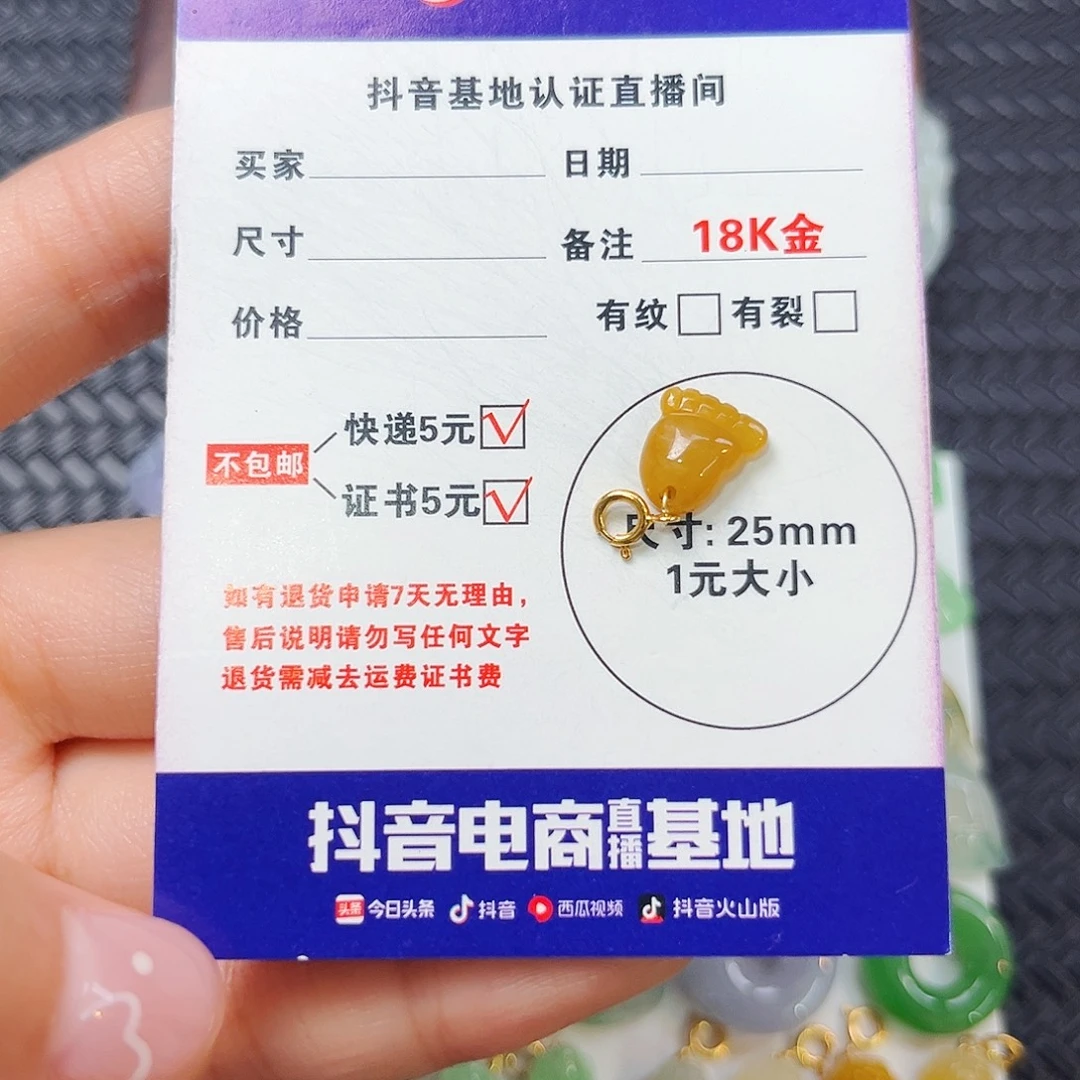 抖音基地认证直播间
买家 日期
尺寸 备注 18K金
价格 有纹 有裂
快递5元
不包邮
证书5元
尺寸: 25mm
1元大小
如有退货申请7天无理由,
售后说明请勿写任何文字
退货需减去运费证书费
抖音电商直播基地
头条 今日头条 抖音 西瓜视频 抖音火山版